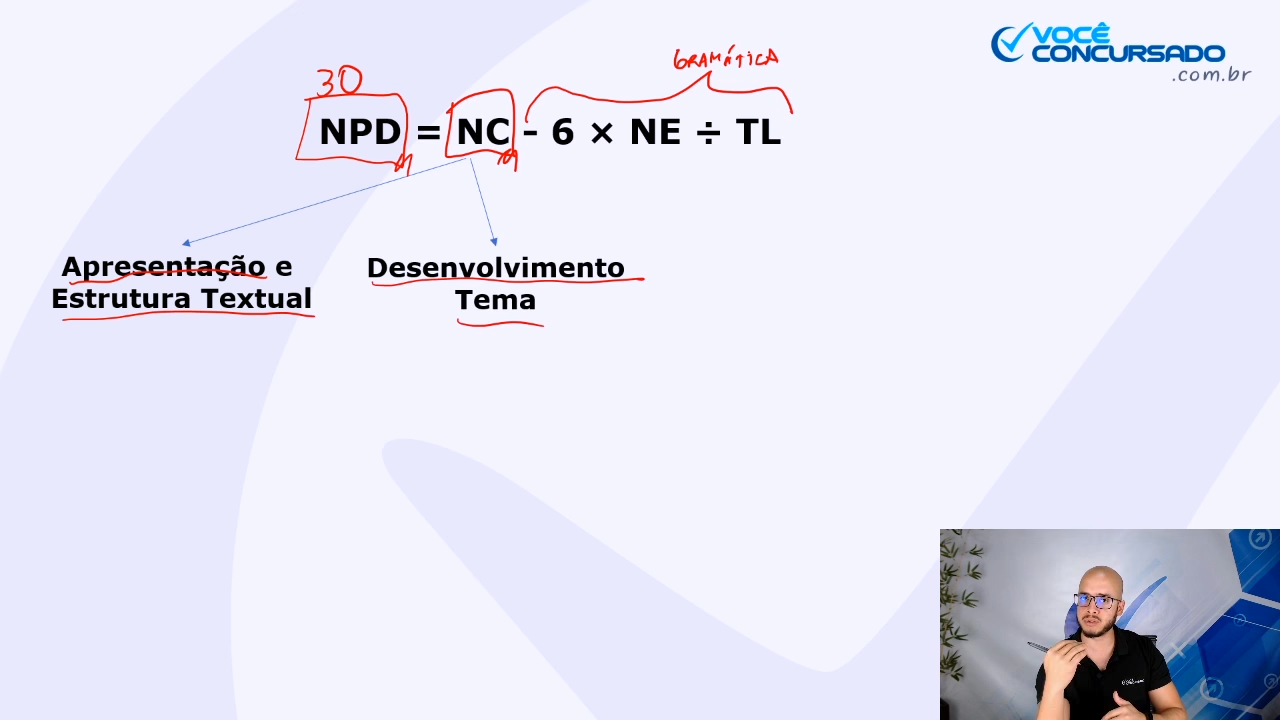 VOCÊ
CONCURSADO
.com.br
GRAMÁTICA
30
NPD = NC - 6 × NE ÷ TL
Apresentação e
Estrutura Textual
Desenvolvimento
Tema